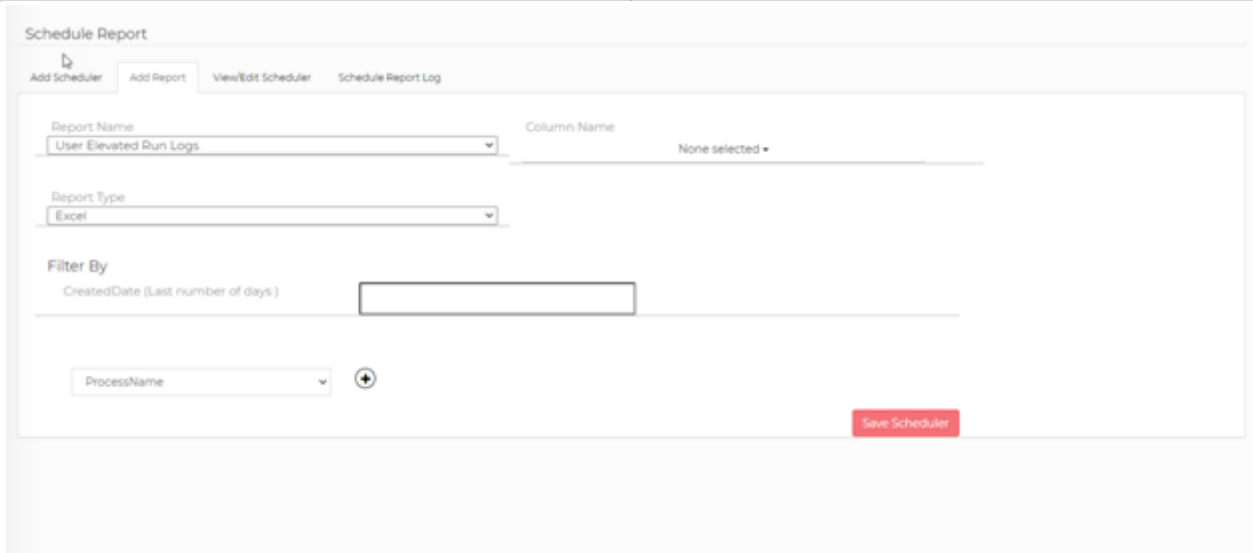 Schedule Report
Add Scheduler Add Report View/Edit Scheduler Schedule Report Log
Report Name Column Name
User Elevated Run Logs None selected
Report Type
Excel
Filter By
CreatedDate (Last number of days )
ProcessName
Save Scheduler